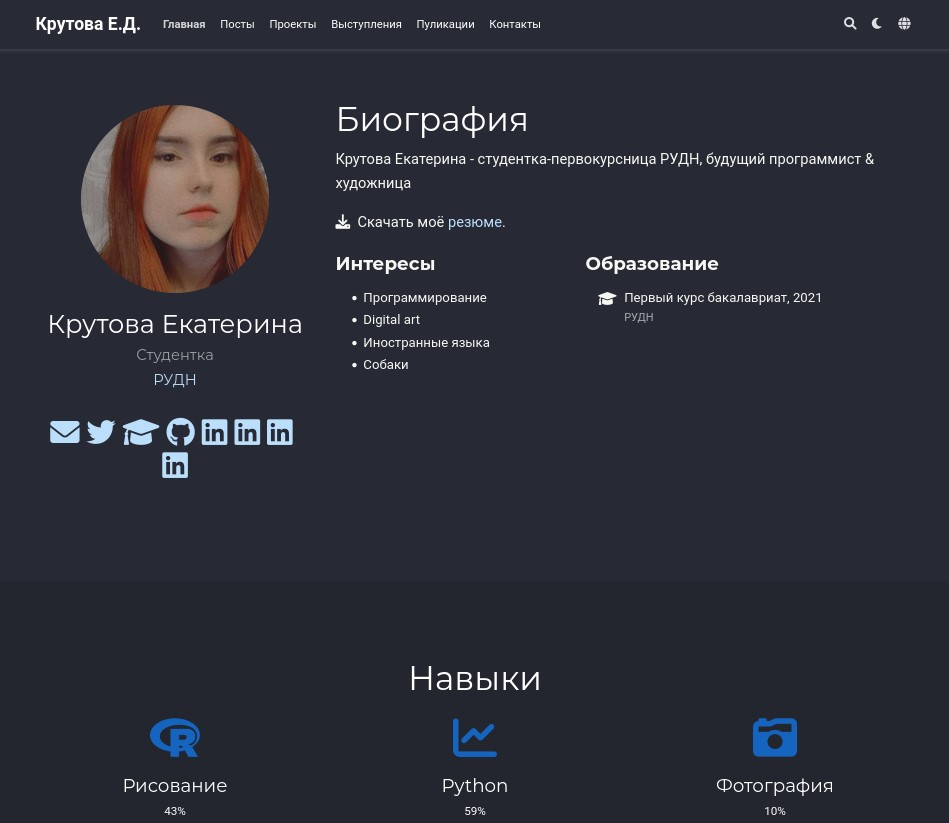 Крутова Е.Д. Главная Посты Проекты Выступления Пуликации Контакты
Биография
Крутова Екатерина - студентка-первокурсница РУДН, будущий программист &
художница
Скачать моё резюме.
Интересы
Программирование
Digital art
Иностранные языка
Собаки
Образование
Первый курс бакалавриат, 2021
РУДН
Крутова Екатерина
Студентка
РУДН
Навыки
Рисование
43%
Python
59%
Фотография
10%